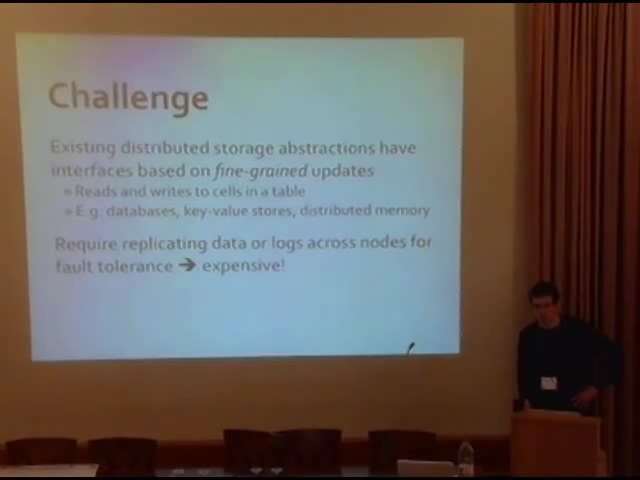 Challenge
Existing distributed storage abstractions have
interfaces based on fine-grained updates
» Reads and writes to cells in a table
» E.g. databases, key-value stores, distributed memory
Require replicating data or logs across nodes for
fault tolerance ➔ expensive!